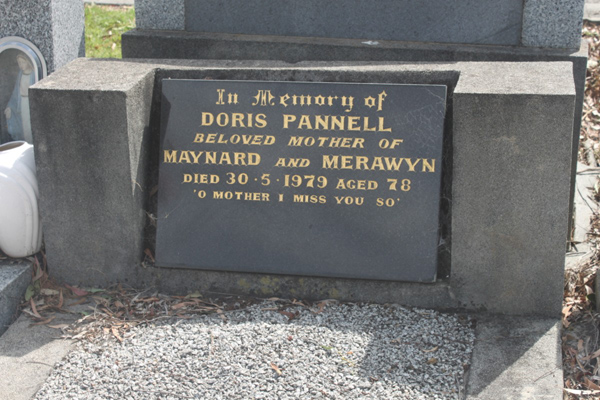 In Memory of
DORIS PANNELL
BELOVED MOTHER OF
MAYNARD AND MERAWYN
DIED 30·5·1979 AGED 78
'O MOTHER I MISS YOU SO'